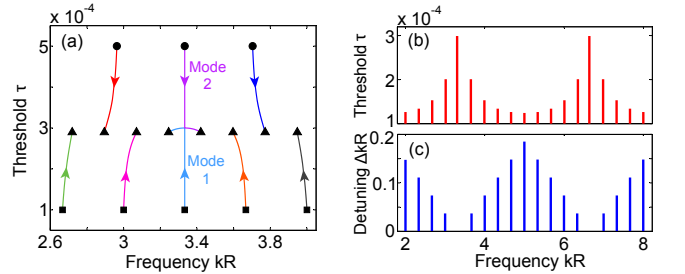 x 10⁻⁴
(a)
5
3
1
Threshold τ
Mode
2
Mode
1
2.6
3
3.4
3.8
Frequency kR
x 10⁻⁴
(b)
3
2
1
Threshold τ
(c)
0.2
0.1
0
Detuning ΔkR
2
4
6
8
Frequency kR